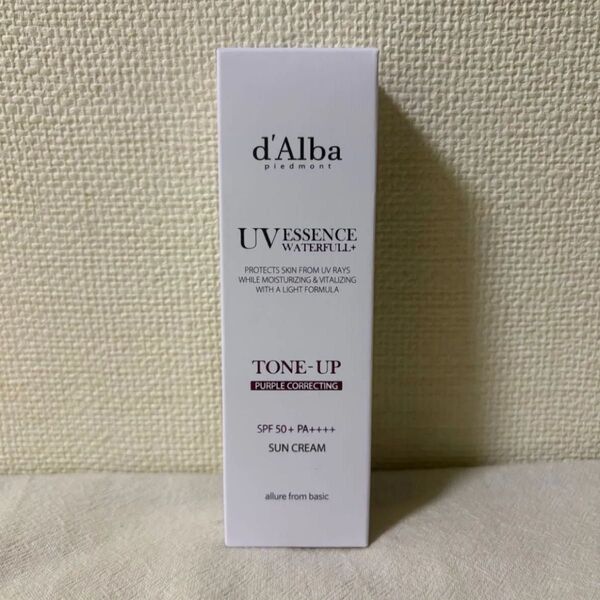 d'Alba
piedmont
UV ESSENCE
WATERFULL+
PROTECTS SKIN FROM UV RAYS
WHILE MOISTURIZING & VITALIZING
WITH A LIGHT FORMULA
TONE-UP
PURPLE CORRECTING
SPF 50+ PA++++
SUN CREAM
allure from basic